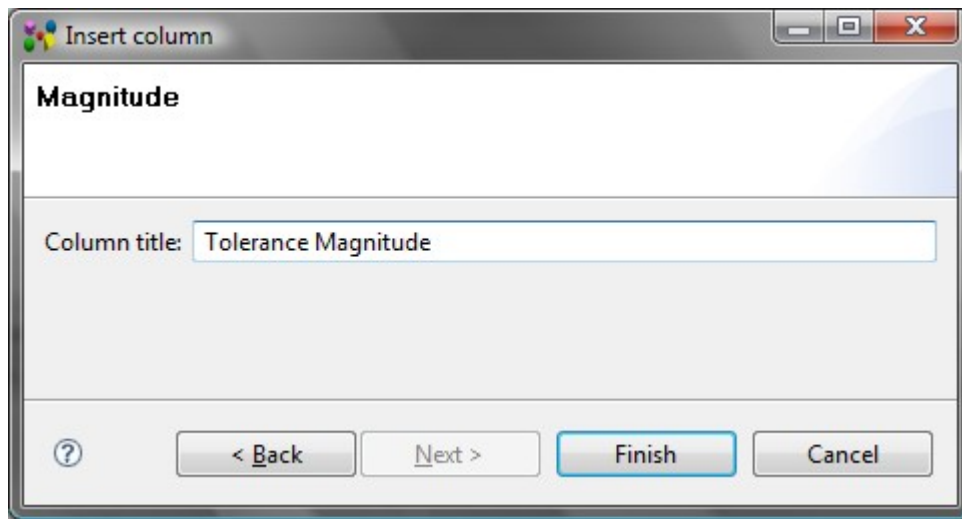 Insert column
Magnitude
Column title: Tolerance Magnitude
? < Back Next > Finish Cancel